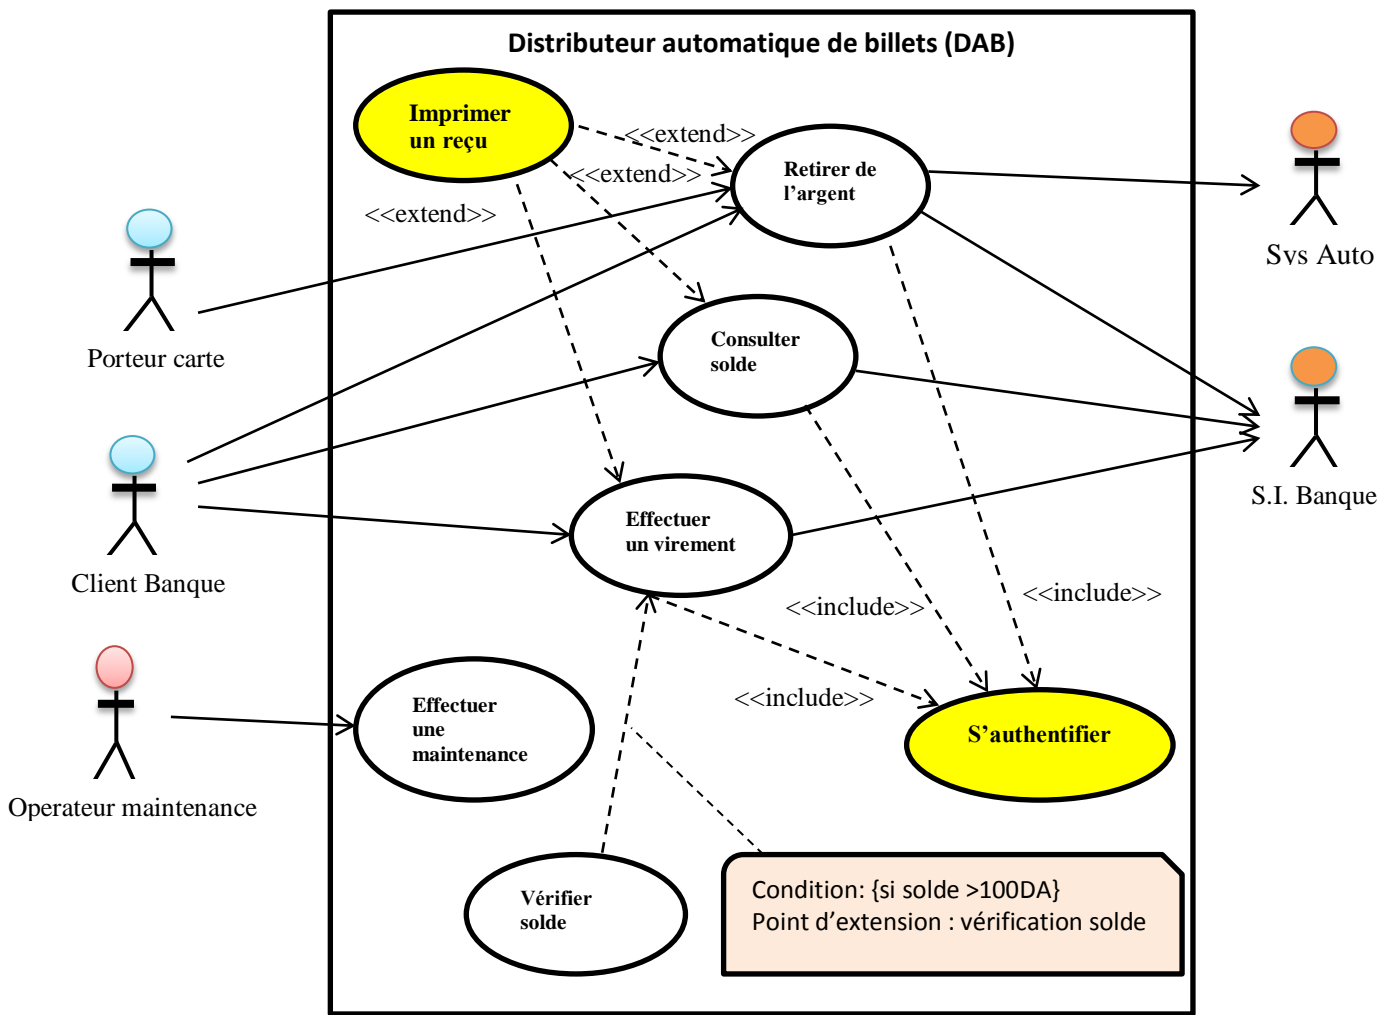 Distributeur automatique de billets (DAB)
Imprimer
un reçu
<<extend>>
<<extend>>
<<extend>>
Retirer de
l’argent
Svs Auto
Porteur carte
Consulter
solde
S.I. Banque
Client Banque
Effectuer
un virement
<<include>>
<<include>>
<<include>>
Effectuer
une
maintenance
S’authentifier
Operateur maintenance
Vérifier
solde
Condition: {si solde >100DA}
Point d’extension : vérification solde